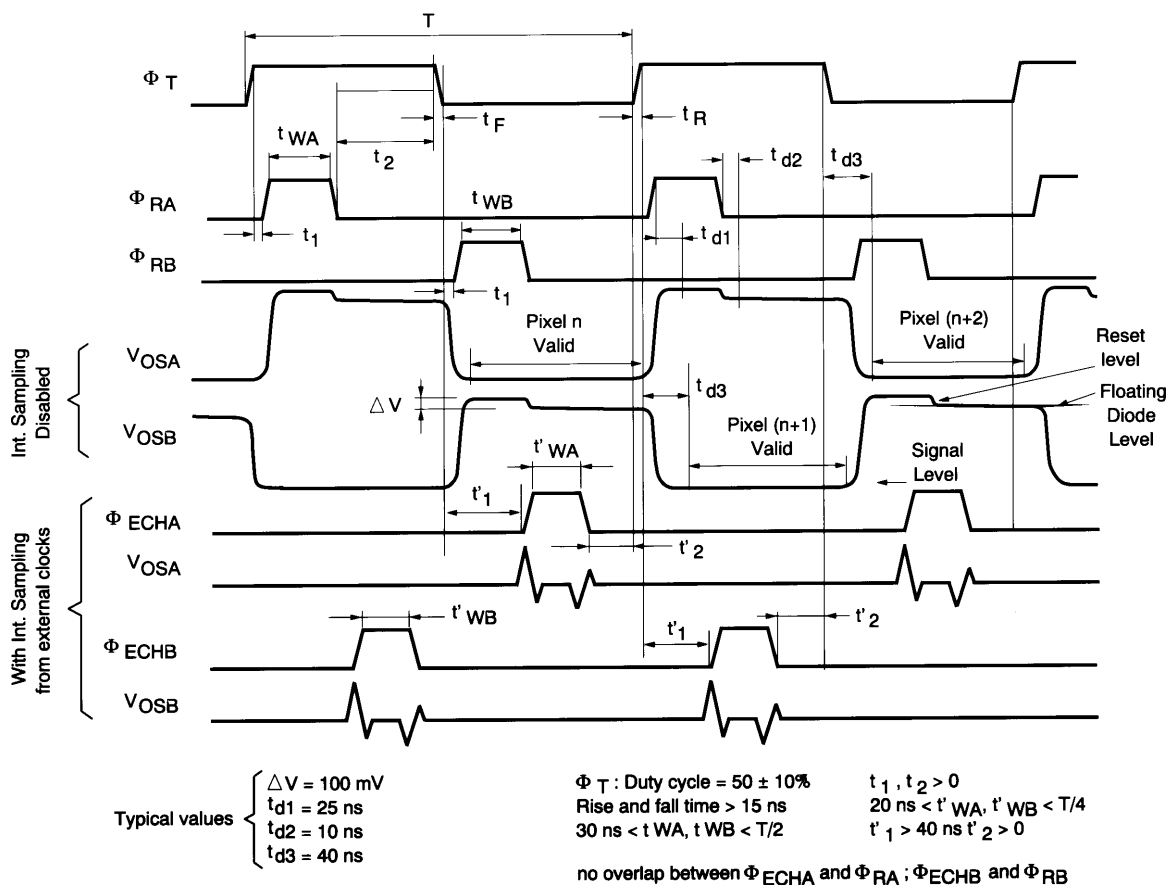 T
Φ T
t F
t R
t WA
t 2
t d2
t d3
Φ RA
t WB
t d1
t 1
Φ RB
t 1
Pixel n
Valid
Pixel (n+2)
Valid
Reset
level
Int. Sampling
Disabled
V OSA
△V
t d3
Floating
Diode
Level
V OSB
Pixel (n+1)
Valid
t' WA
Signal
Level
t' 1
Φ ECHA
t' 2
V OSA
With Int. Sampling
from external clocks
t' WB
t' 1
t' 2
Φ ECHB
V OSB
Typical values
△V = 100 mV
t d1 = 25 ns
t d2 = 10 ns
t d3 = 40 ns
Φ T : Duty cycle = 50 ± 10%
Rise and fall time > 15 ns
30 ns < t WA, t WB < T/2
t 1 , t 2 > 0
20 ns < t' WA, t' WB < T/4
t' 1 > 40 ns t' 2 > 0
no overlap between Φ ECHA and Φ RA ; Φ ECHB and Φ RB